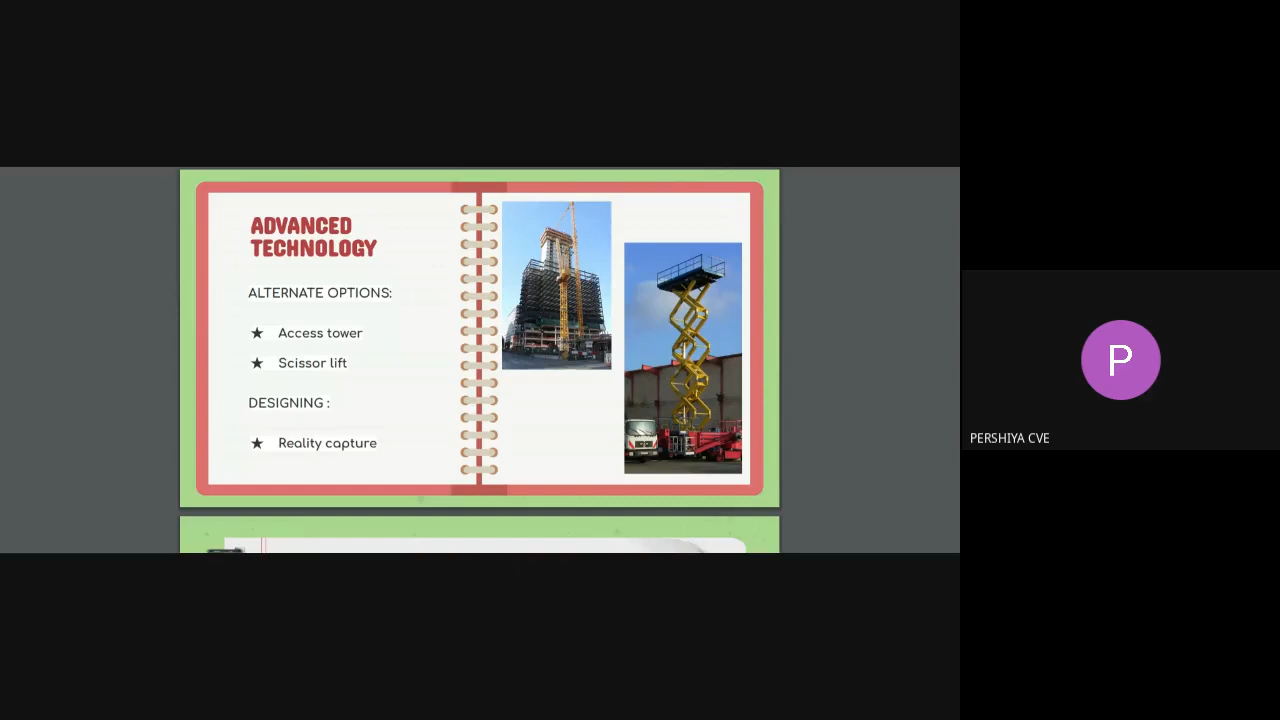 ADVANCED
TECHNOLOGY
ALTERNATE OPTIONS:
★ Access tower
★ Scissor lift
DESIGNING :
★ Reality capture
P
PERSHIYA CVE